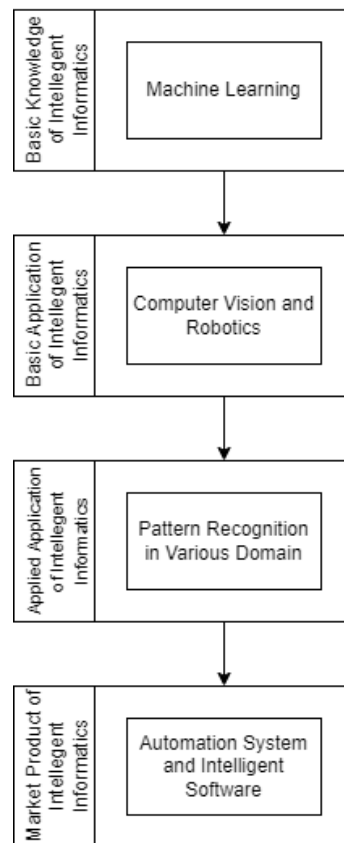 Basic Knowledge
of Intellegent
Informatics
Machine Learning
Basic Application
of Intellegent
Informatics
Computer Vision and
Robotics
Applied Application
of Intellegent
Informatics
Pattern Recognition
in Various Domain
Market Product of
Intellegent
Informatics
Automation System
and Intelligent
Software